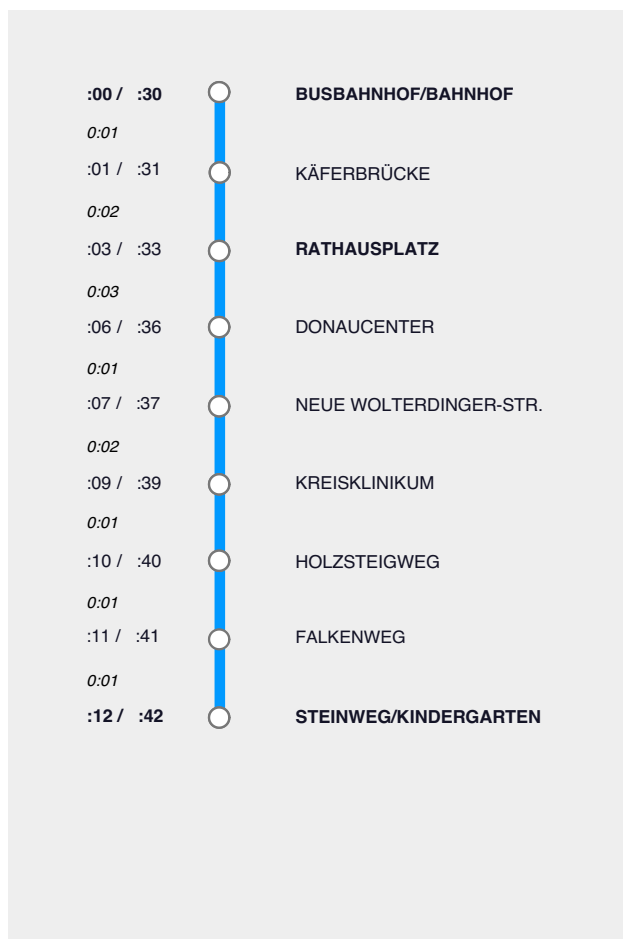 :00 / :30 BUSBAHNHOF/BAHNHOF
0:01
:01 / :31 KÄFERBRÜCKE
0:02
:03 / :33 RATHAUSPLATZ
0:03
:06 / :36 DONAUCENTER
0:01
:07 / :37 NEUE WOLTERDINGER-STR.
0:02
:09 / :39 KREISKLINIKUM
0:01
:10 / :40 HOLZSTEIGWEG
0:01
:11 / :41 FALKENWEG
0:01
:12 / :42 STEINWEG/KINDERGARTEN